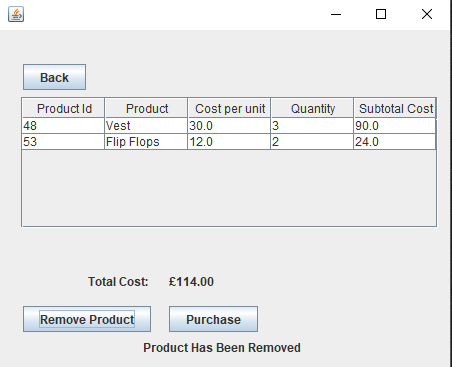 Back
Product Id Product Cost per unit Quantity Subtotal Cost
48 Vest 30.0 3 90.0
53 Flip Flops 12.0 2 24.0
Total Cost: £114.00
Remove Product Purchase
Product Has Been Removed